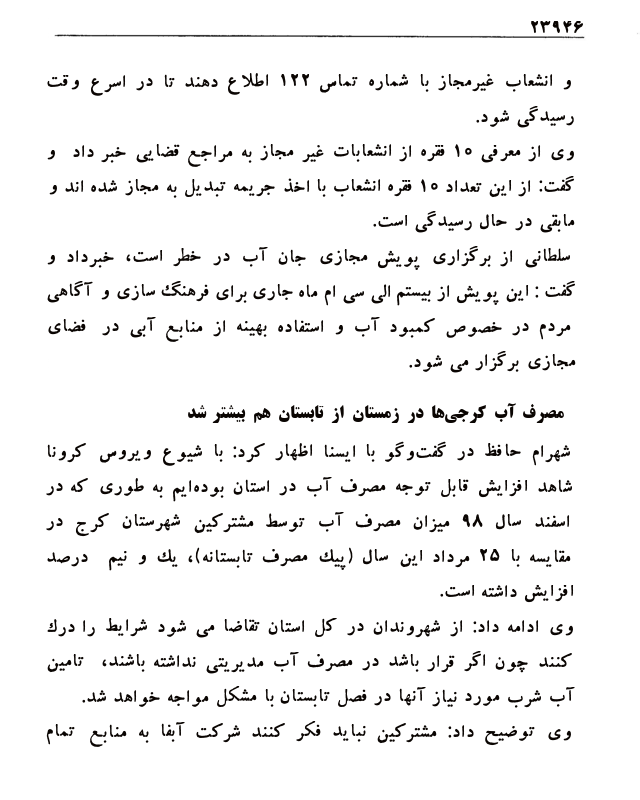 ۲۳۹۴۶
و انشعاب غیرمجاز با شماره تماس ۱۲۲ اطلاع دهند تا در اسرع وقت
رسیدگی شود.
وی از معرفی ۱۰ فقره از انشعابات غیر مجاز به مراجع قضایی خبر داد و
گفت: از این تعداد ۱۰ فقره انشعاب با اخذ جریمه تبدیل به مجاز شده اند و
مابقی در حال رسیدگی است.
سلطانی از برگزاری پویش مجازی جان آب در خطر است، خبرداد و
گفت : این پویش از بیستم الی سی ام ماه جاری برای فرهنگ سازی و آگاهی
مردم در خصوص کمبود آب و استفاده بهینه از منابع آبی در فضای
مجازی برگزار می شود.
مصرف آب کرجی‌ها در زمستان از تابستان هم بیشتر شد
شهرام حافظ در گفت‌وگو با ایسنا اظهار کرد: با شیوع ویروس کرونا
شاهد افزایش قابل توجه مصرف آب در استان بوده‌ایم به طوری که در
اسفند سال ۹۸ میزان مصرف آب توسط مشترکین شهرستان کرج در
مقایسه با ۲۵ مرداد این سال (پیک مصرف تابستانه)، یک و نیم درصد
افزایش داشته است.
وی ادامه داد: از شهروندان در کل استان تقاضا می شود شرایط را درک
کنند چون اگر قرار باشد در مصرف آب مدیریتی نداشته باشند، تامین
آب شرب مورد نیاز آنها در فصل تابستان با مشکل مواجه خواهد شد.
وی توضیح داد: مشترکین نباید فکر کنند شرکت آبفا به منابع تمام